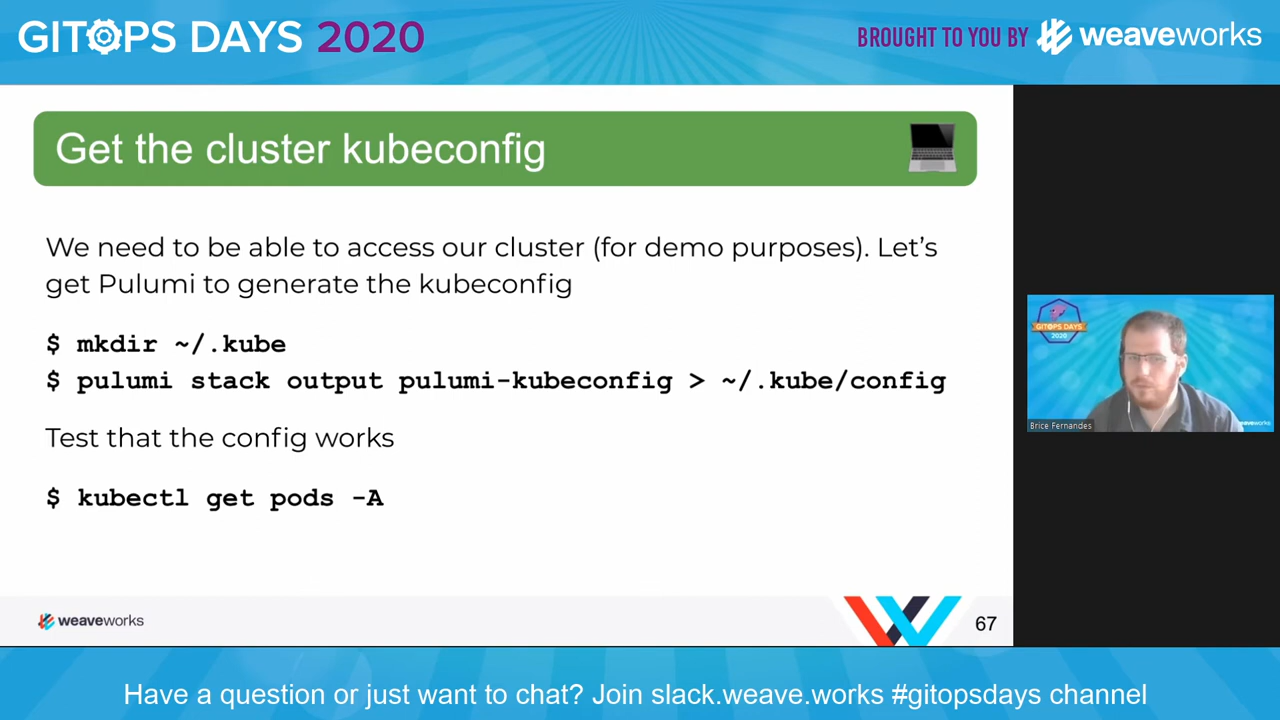 GITOPS DAYS 2020
BROUGHT TO YOU BY weaveworks
Get the cluster kubeconfig
We need to be able to access our cluster (for demo purposes). Let's
get Pulumi to generate the kubeconfig
$ mkdir ~/.kube
$ pulumi stack output pulumi-kubeconfig > ~/.kube/config
Test that the config works
$ kubectl get pods -A
GITOPS DAYS
2020
Brice Fernandes
weaveworks
67
Have a question or just want to chat? Join slack.weave.works #gitopsdays channel